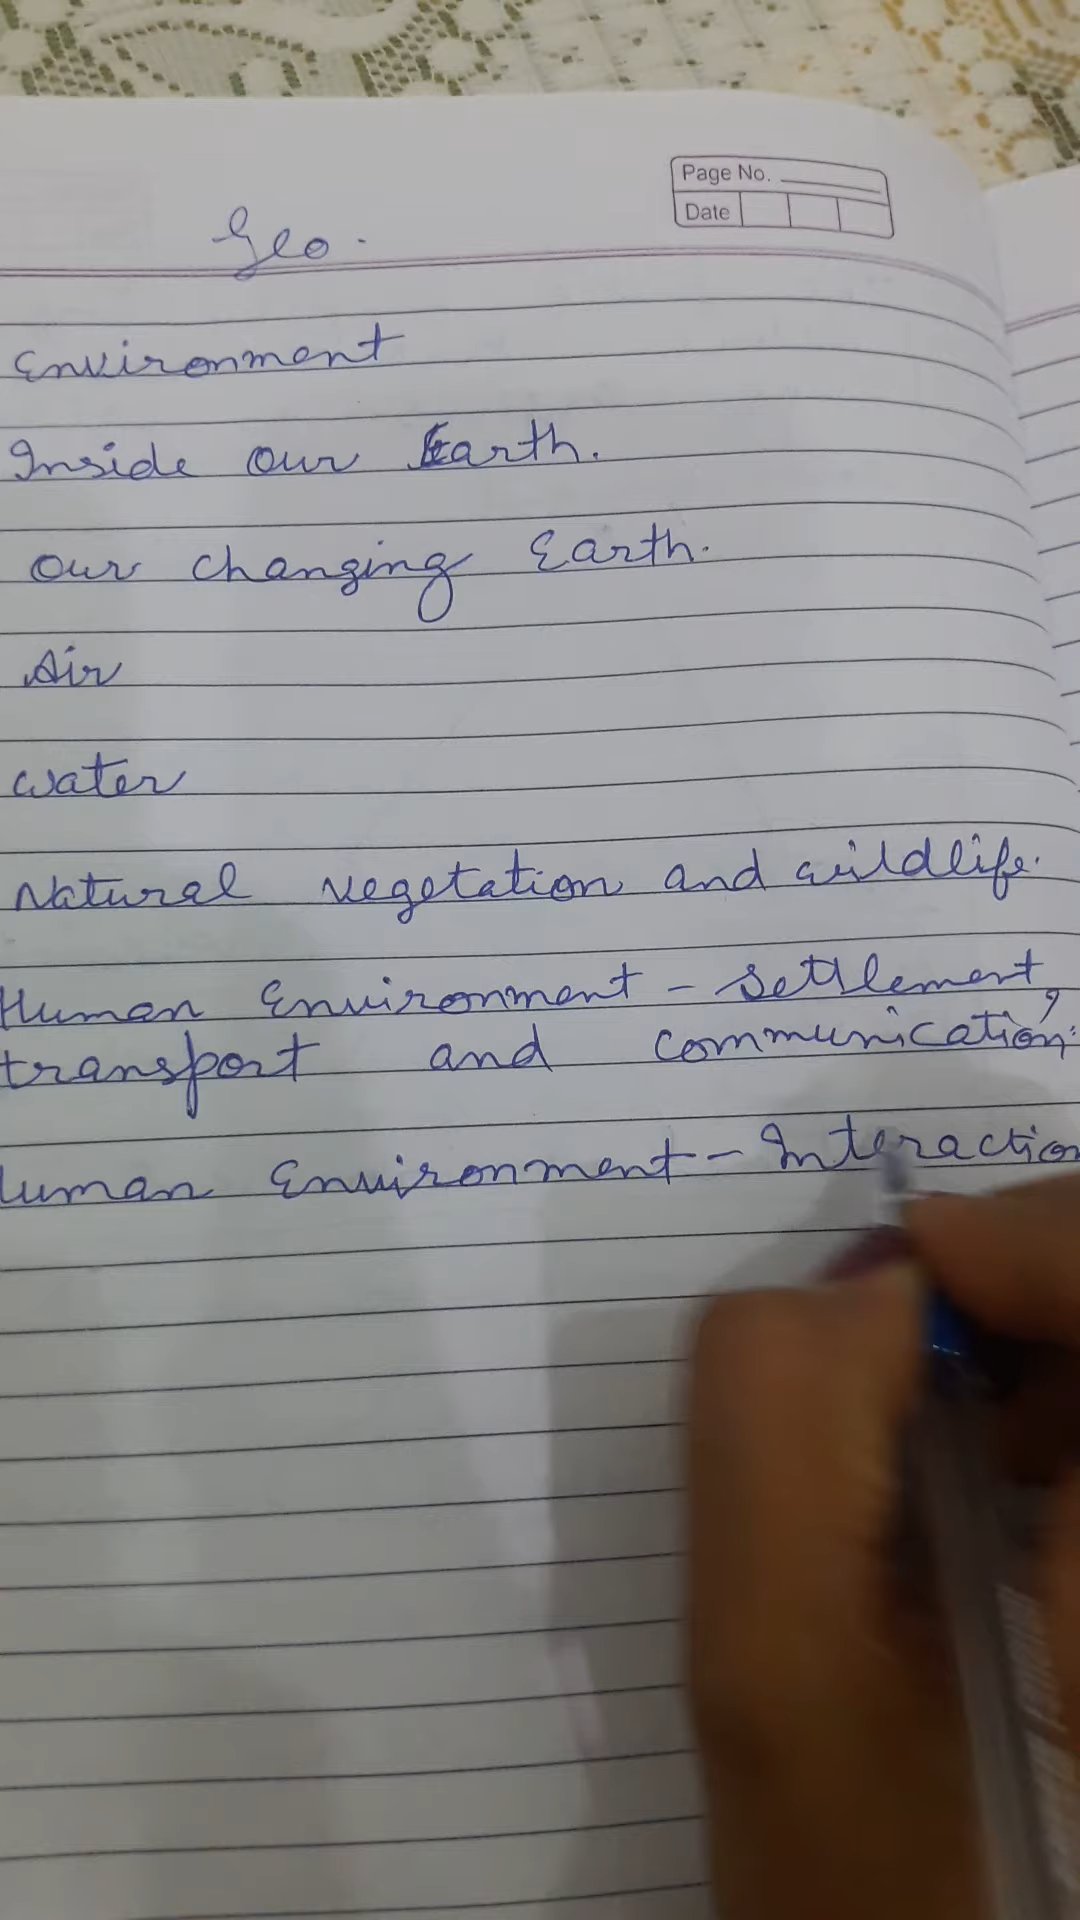 Page No.
Date
Geo.
Environment
Inside our Earth.
Our changing Earth.
Air
Water
Natural vegetation and wildlife.
Human Environment - Settlement,
transport and communication.
Human Environment - Interaction